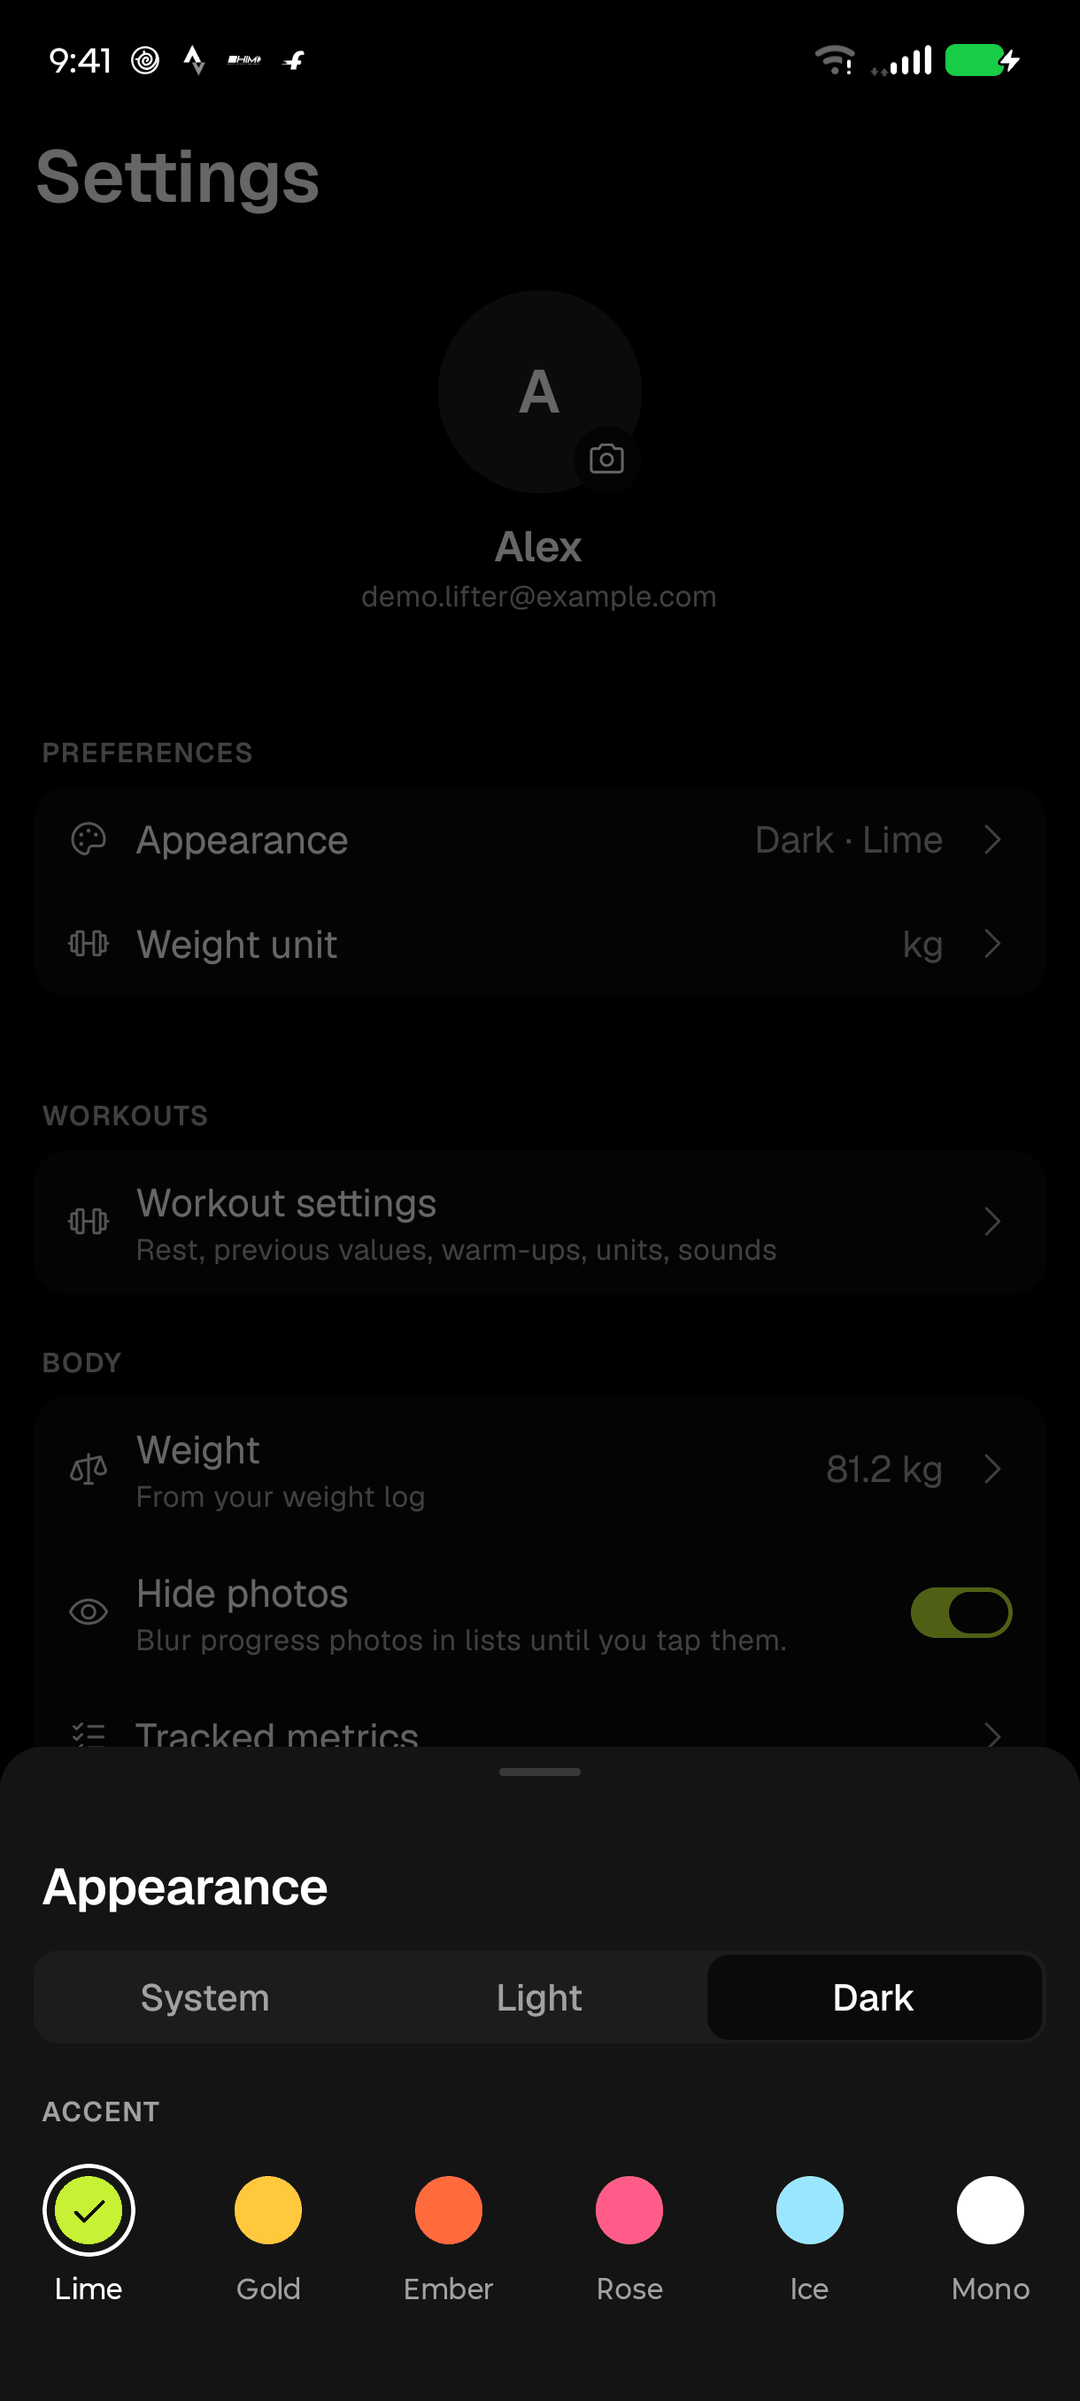 9:41
Settings
A
Alex
demo.lifter@example.com
PREFERENCES
Appearance
Dark · Lime
Weight unit
kg
WORKOUTS
Workout settings
Rest, previous values, warm-ups, units, sounds
BODY
Weight
From your weight log
81.2 kg
Hide photos
Blur progress photos in lists until you tap them.
Tracked metrics
Appearance
System
Light
Dark
ACCENT
Lime
Gold
Ember
Rose
Ice
Mono